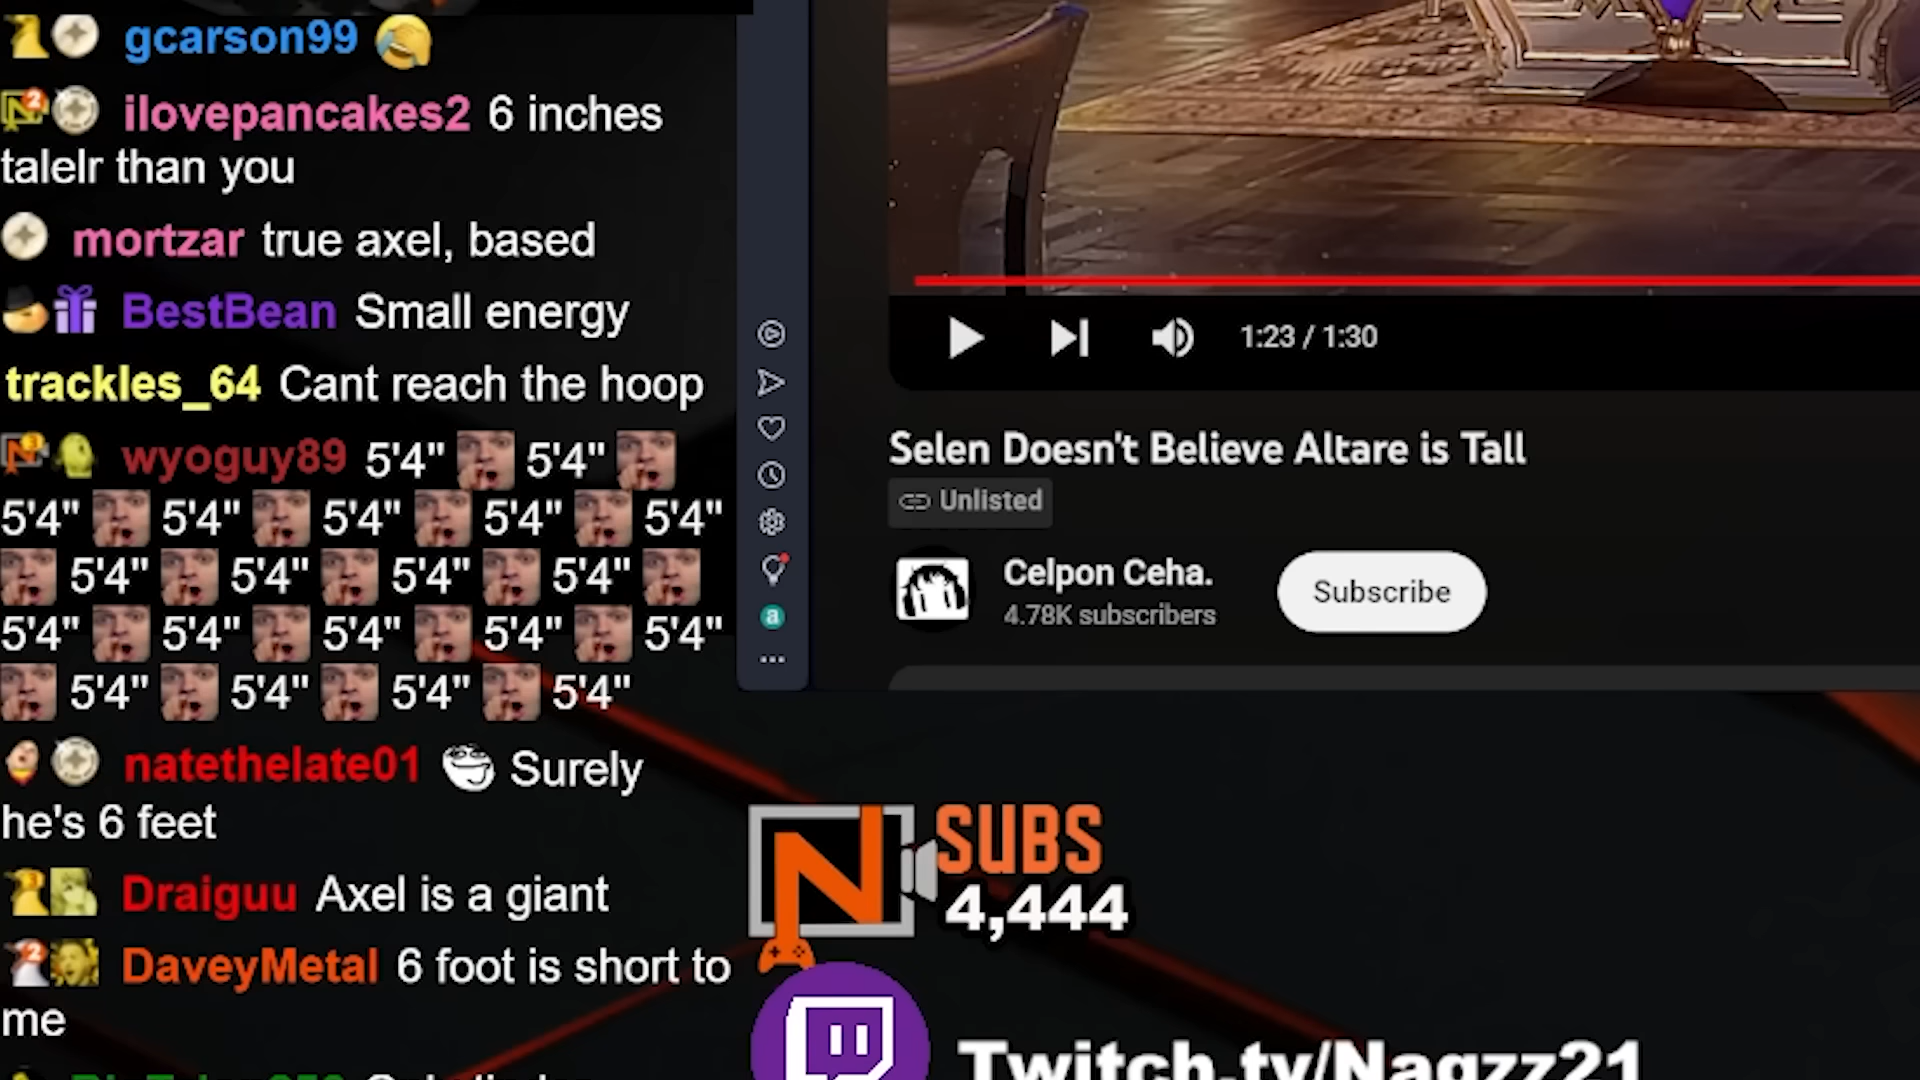 gcarson99
ilovepancakes2 6 inches
talelr than you
mortzar true axel, based
BestBean Small energy
trackles_64 Cant reach the hoop
wyoguy89 5'4" 5'4"
5'4" 5'4" 5'4" 5'4" 5'4"
5'4" 5'4" 5'4" 5'4"
5'4" 5'4" 5'4" 5'4" 5'4"
5'4" 5'4" 5'4" 5'4"
natethelate01 Surely
he's 6 feet
Draiguu Axel is a giant
DaveyMetal 6 foot is short to
me
1:23 / 1:30
Selen Doesn't Believe Altare is Tall
Unlisted
Celpon Ceha.
4.78K subscribers
Subscribe
N SUBS
4,444
Twitch.tv/Nagzz21